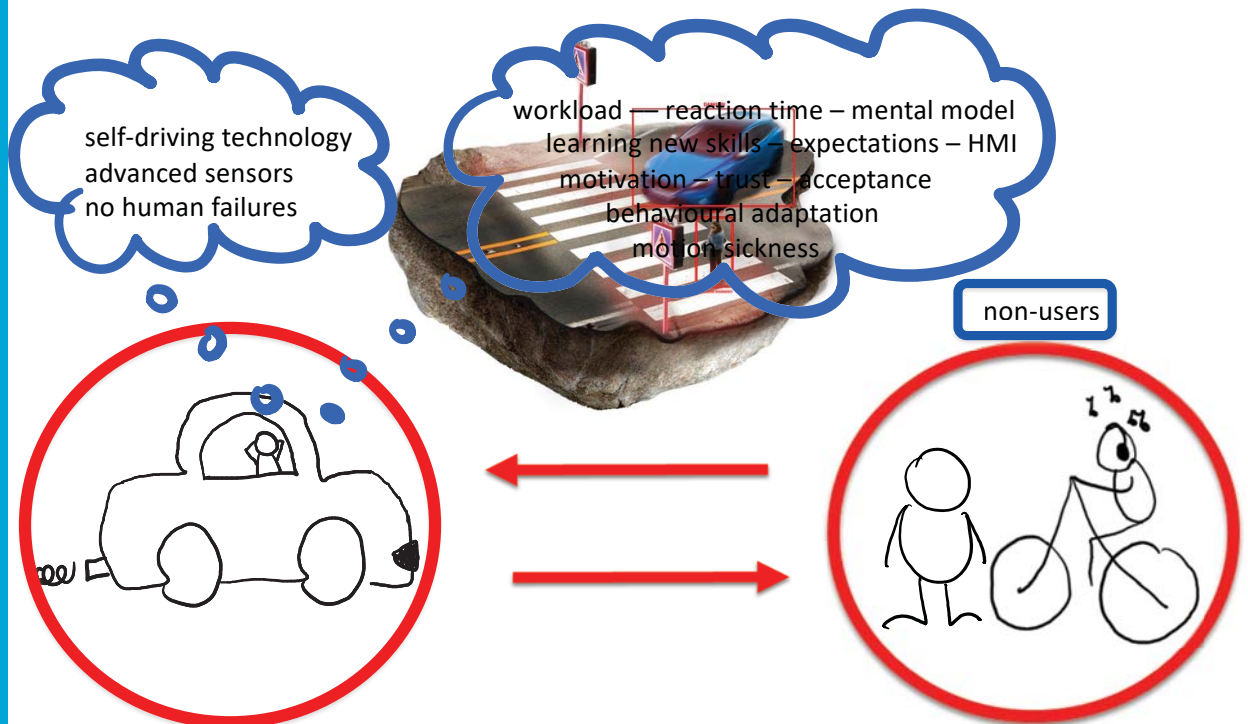 self-driving technology
advanced sensors
no human failures
workload — reaction time – mental model
learning new skills – expectations – HMI
motivation – trust – acceptance
behavioural adaptation
motion sickness
non-users